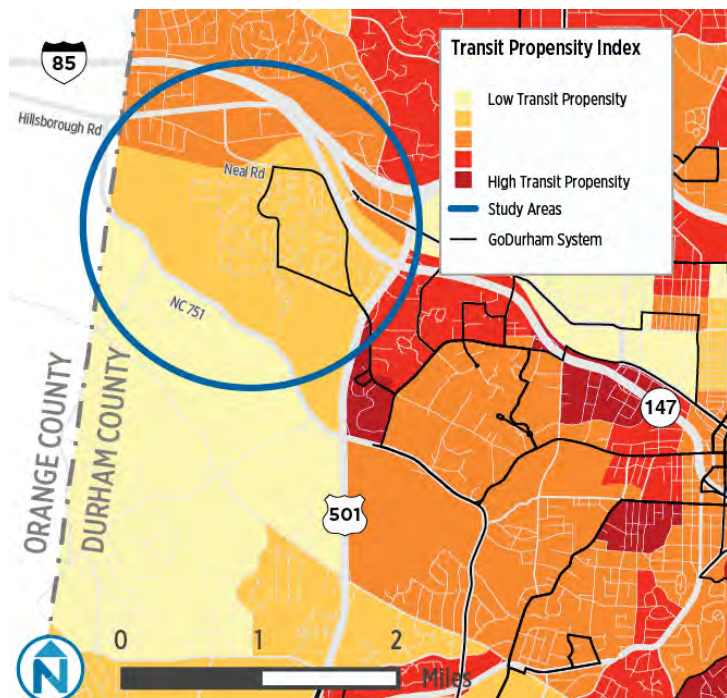 85
Hillsborough Rd
Neal Rd
NC 751
Transit Propensity Index
Low Transit Propensity
High Transit Propensity
Study Areas
GoDurham System
147
501
ORANGE COUNTY
DURHAM COUNTY
0 1 2
Miles
N